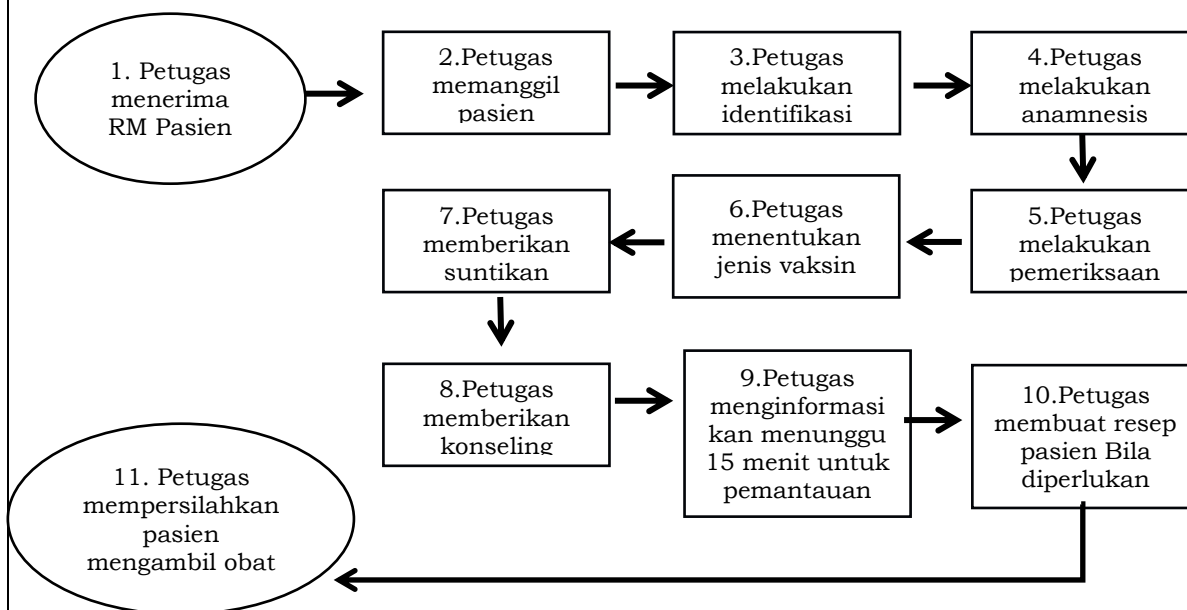 1. Petugas
menerima
RM Pasien
2.Petugas
memanggil
pasien
3.Petugas
melakukan
identifikasi
4.Petugas
melakukan
anamnesis
5.Petugas
melakukan
pemeriksaan
6.Petugas
menentukan
jenis vaksin
7.Petugas
memberikan
suntikan
8.Petugas
memberikan
konseling
9.Petugas
menginformasi
kan menunggu
15 menit untuk
pemantauan
10.Petugas
membuat resep
pasien Bila
diperlukan
11. Petugas
mempersilahkan
pasien
mengambil obat